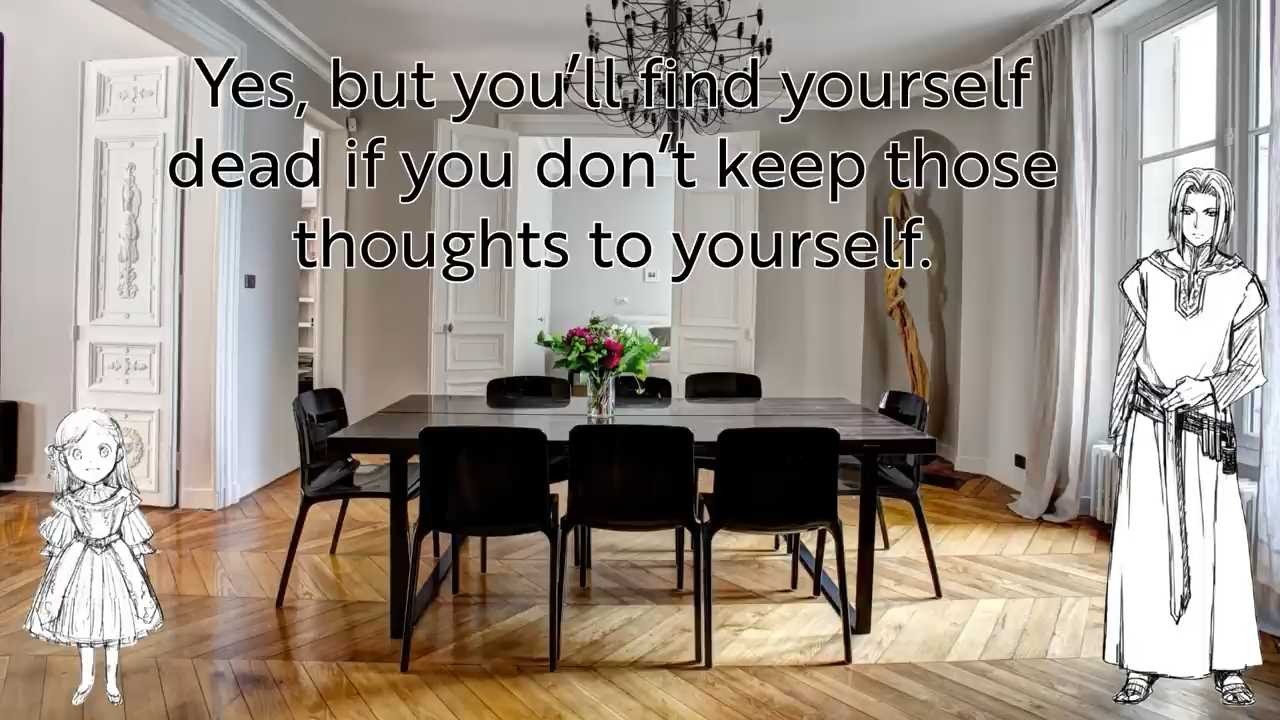 Yes, but you’ll find yourself
dead if you don’t keep those
thoughts to yourself.